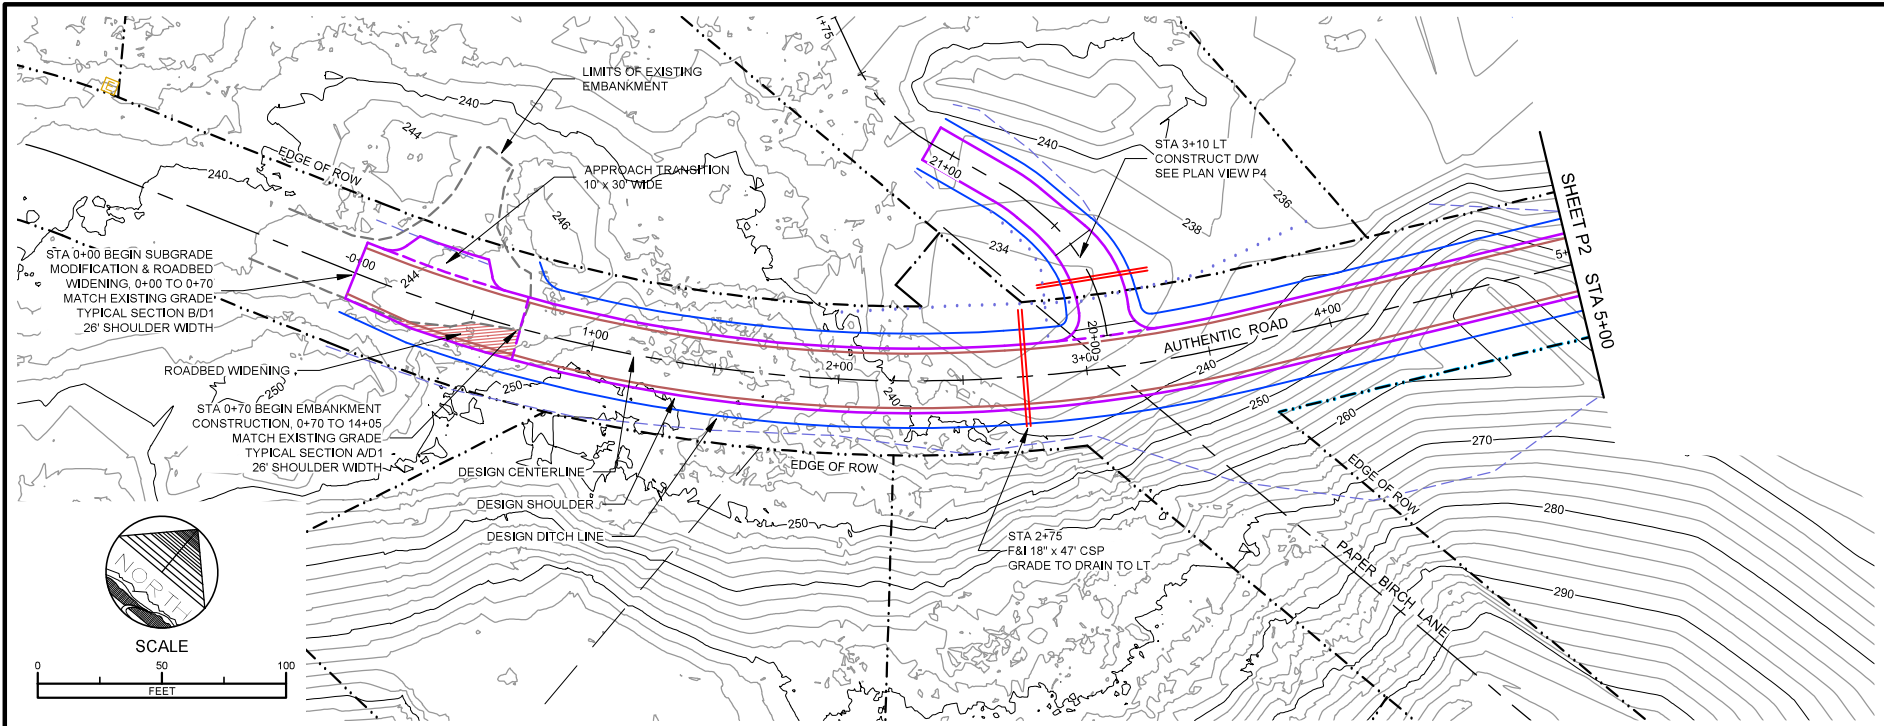 1+75
LIMITS OF EXISTING
EMBANKMENT
240
244
EDGE OF ROW
240
APPROACH TRANSITION
10' x 30' WIDE
246
240
21+00
STA 3+10 LT
CONSTRUCT D/W
SEE PLAN VIEW P4
236
238
234
SHEET P2 STA 5+00
STA 0+00 BEGIN SUBGRADE
MODIFICATION & ROADBED
WIDENING, 0+00 TO 0+70
MATCH EXISTING GRADE
TYPICAL SECTION B/D1
26' SHOULDER WIDTH
-0+00
244
5+
1+00
2+00
20+00
3+00
AUTHENTIC ROAD
4+00
240
240
250
260
ROADBED WIDENING
250
250
STA 0+70 BEGIN EMBANKMENT
CONSTRUCTION, 0+70 TO 14+05
MATCH EXISTING GRADE
TYPICAL SECTION A/D1
26' SHOULDER WIDTH
DESIGN CENTERLINE
DESIGN SHOULDER
DESIGN DITCH LINE
EDGE OF ROW
250
STA 2+75
F&I 18" x 47' CSP
GRADE TO DRAIN TO LT
270
EDGE OF ROW
280
PAPER BIRCH LANE
290
NORTH
SCALE
0 50 100
FEET